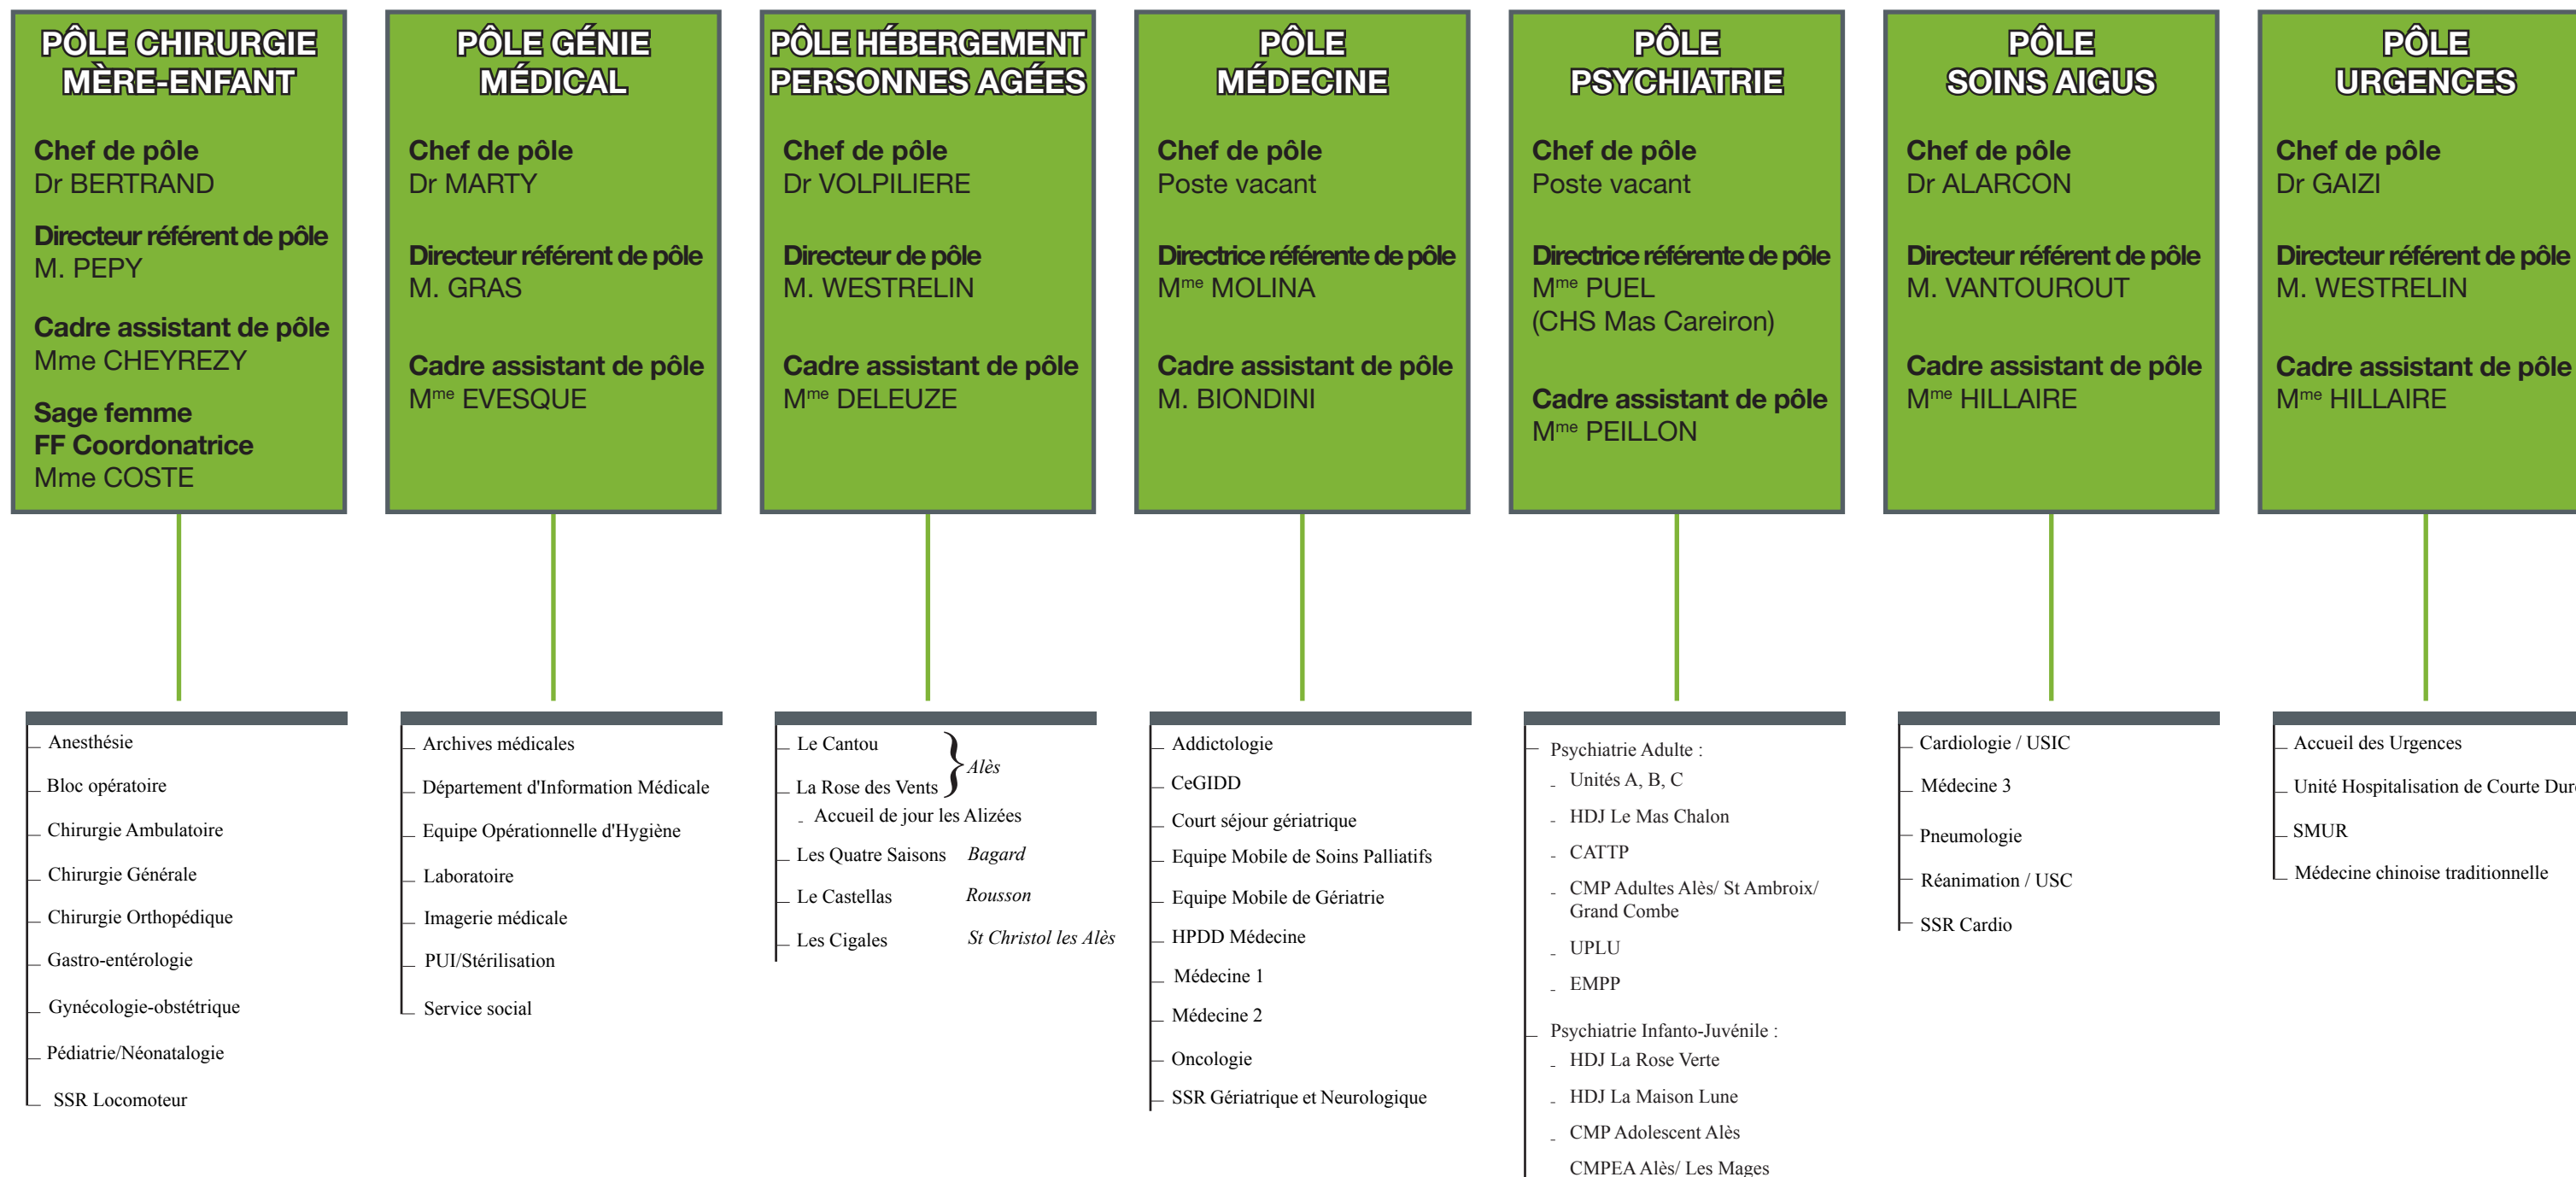 PÔLE CHIRURGIE
MÈRE-ENFANT
Chef de pôle
Dr BERTRAND
Directeur référent de pôle
M. PEPY
Cadre assistant de pôle
Mme CHEYREZY
Sage femme
FF Coordonatrice
Mme COSTE
Anesthésie
Bloc opératoire
Chirurgie Ambulatoire
Chirurgie Générale
Chirurgie Orthopédique
Gastro-entérologie
Gynécologie-obstétrique
Pédiatrie/Néonatalogie
SSR Locomoteur
PÔLE GÉNIE
MÉDICAL
Chef de pôle
Dr MARTY
Directeur référent de pôle
M. GRAS
Cadre assistant de pôle
Mme EVESQUE
Archives médicales
Département d'Information Médicale
Equipe Opérationnelle d'Hygiène
Laboratoire
Imagerie médicale
PUI/Stérilisation
Service social
PÔLE HÉBERGEMENT
PERSONNES AGÉES
Chef de pôle
Dr VOLPILIERE
Directeur de pôle
M. WESTRELIN
Cadre assistant de pôle
Mme DELEUZE
Le Cantou
Alès
La Rose des Vents
- Accueil de jour les Alizées
Les Quatre Saisons Bagard
Le Castellas Rousson
Les Cigales St Christol les Alès
PÔLE
MÉDECINE
Chef de pôle
Poste vacant
Directrice référente de pôle
Mme MOLINA
Cadre assistant de pôle
M. BIONDINI
Addictologie
CeGIDD
Court séjour gériatrique
Equipe Mobile de Soins Palliatifs
Equipe Mobile de Gériatrie
HPDD Médecine
Médecine 1
Médecine 2
Oncologie
SSR Gériatrique et Neurologique
PÔLE
PSYCHIATRIE
Chef de pôle
Poste vacant
Directrice référente de pôle
Mme PUEL
(CHS Mas Careiron)
Cadre assistant de pôle
Mme PEILLON
Psychiatrie Adulte :
- Unités A, B, C
- HDJ Le Mas Chalon
- CATTP
- CMP Adultes Alès/ St Ambroix/
Grand Combe
- UPLU
- EMPP
Psychiatrie Infanto-Juvénile :
- HDJ La Rose Verte
- HDJ La Maison Lune
- CMP Adolescent Alès
CMPEA Alès/ Les Mages
PÔLE
SOINS AIGUS
Chef de pôle
Dr ALARCON
Directeur référent de pôle
M. VANTOUROUT
Cadre assistant de pôle
Mme HILLAIRE
Cardiologie / USIC
Médecine 3
Pneumologie
Réanimation / USC
SSR Cardio
PÔLE
URGENCES
Chef de pôle
Dr GAIZI
Directeur référent de pôle
M. WESTRELIN
Cadre assistant de pôle
Mme HILLAIRE
Accueil des Urgences
Unité Hospitalisation de Courte
SMUR
Médecine chinoise traditionnelle